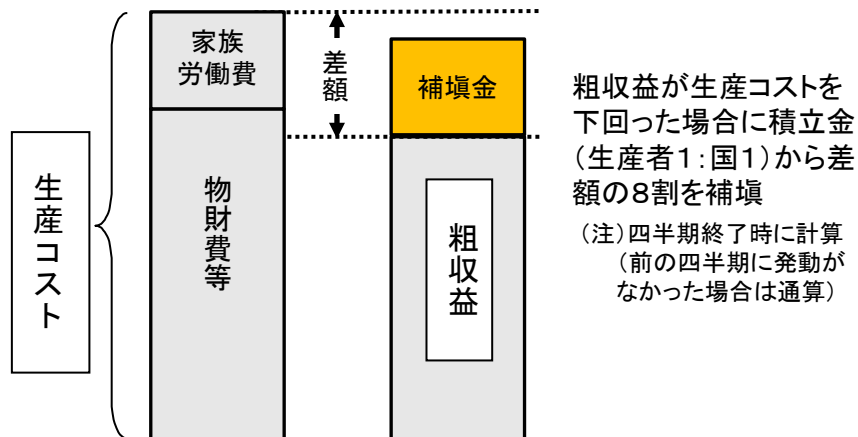 家族
労働費
差額
補塡金
生産コスト
物財費等
粗収益
粗収益が生産コストを
下回った場合に積立金
（生産者１：国１）から差
額の８割を補塡
（注）四半期終了時に計算
（前の四半期に発動が
なかった場合は通算）